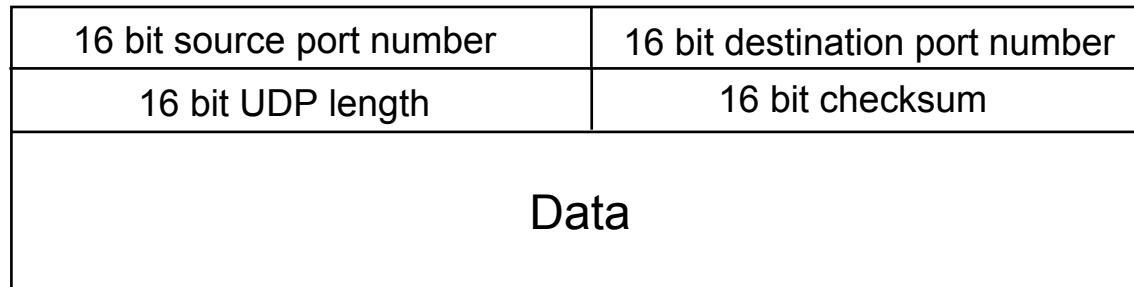 16 bit source port number
16 bit destination port number
16 bit UDP length
16 bit checksum
Data